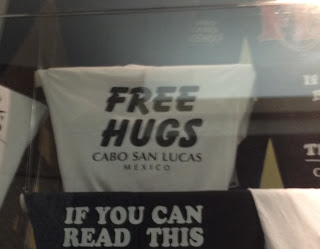 FREE
HUGS
CABO SAN LUCAS
MEXICO
IF YOU CAN
READ THIS